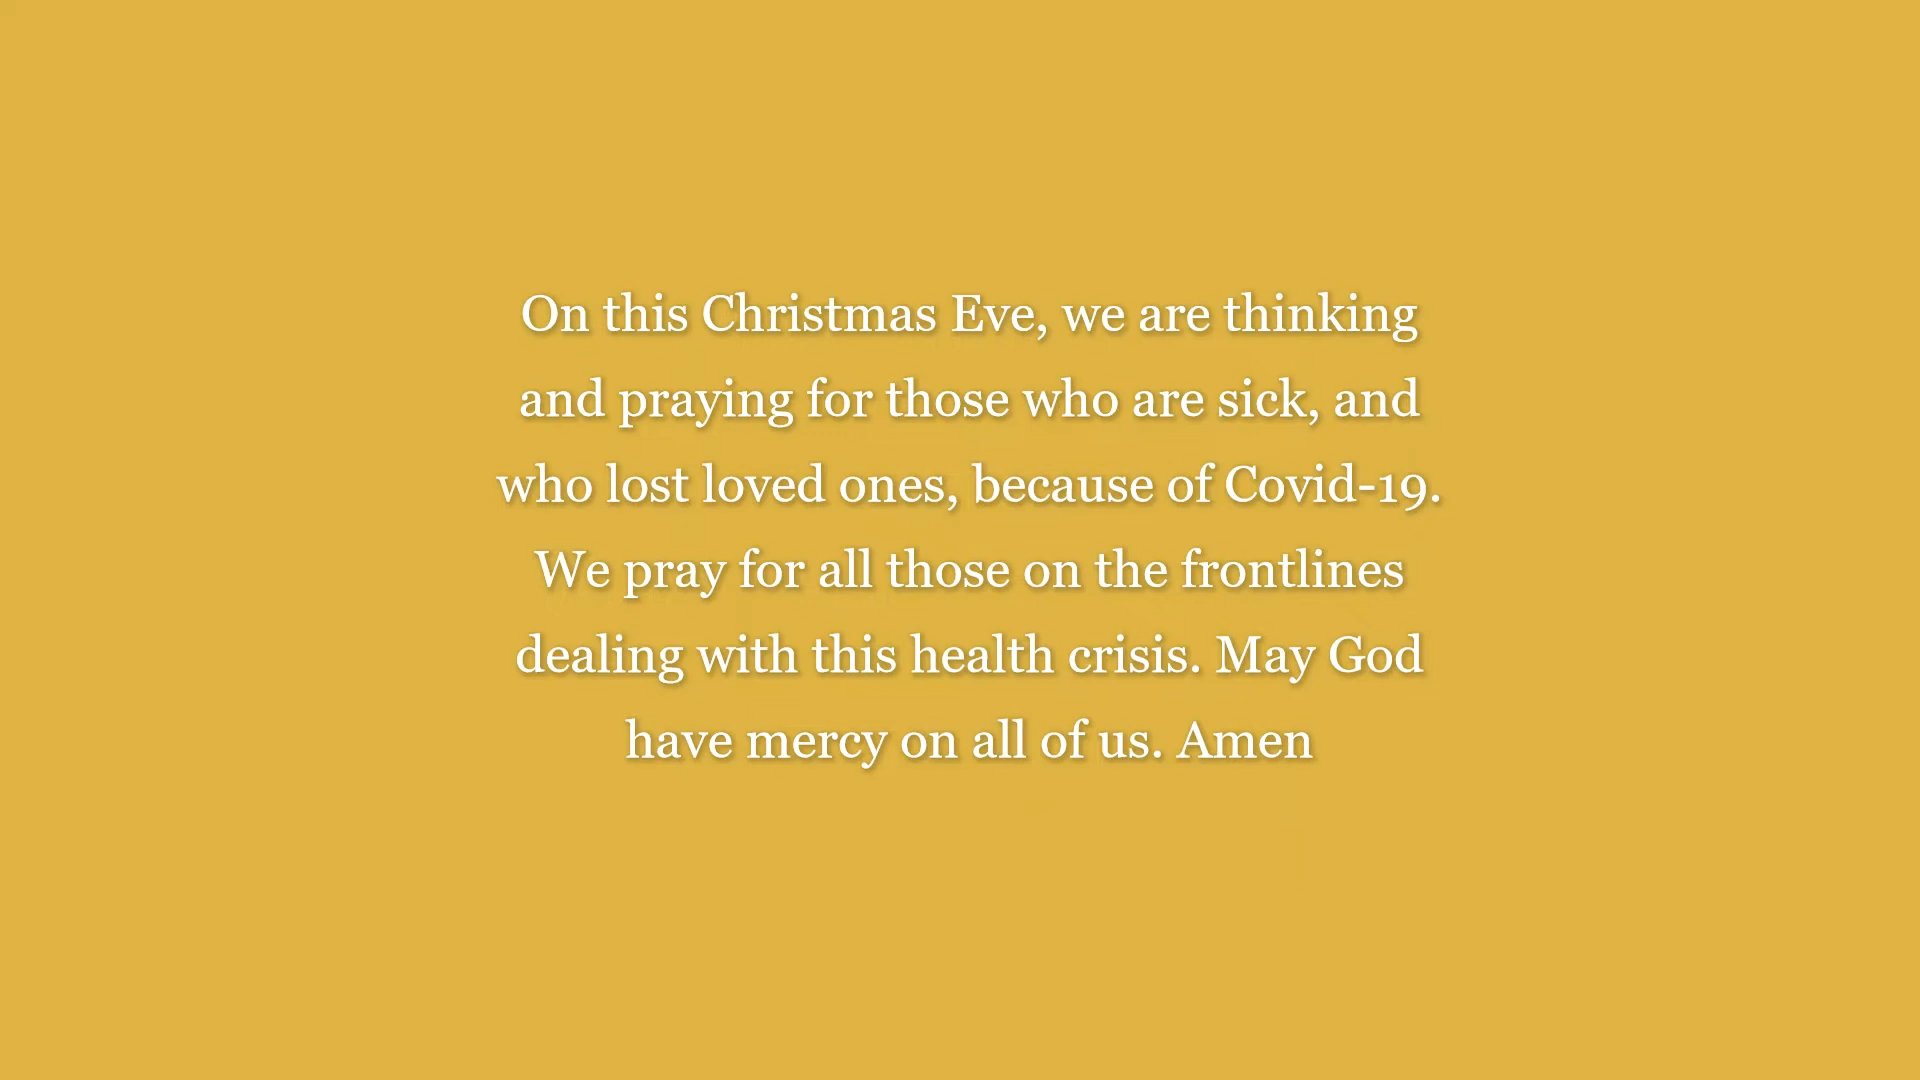 On this Christmas Eve, we are thinking
and praying for those who are sick, and
who lost loved ones, because of Covid-19.
We pray for all those on the frontlines
dealing with this health crisis. May God
have mercy on all of us. Amen